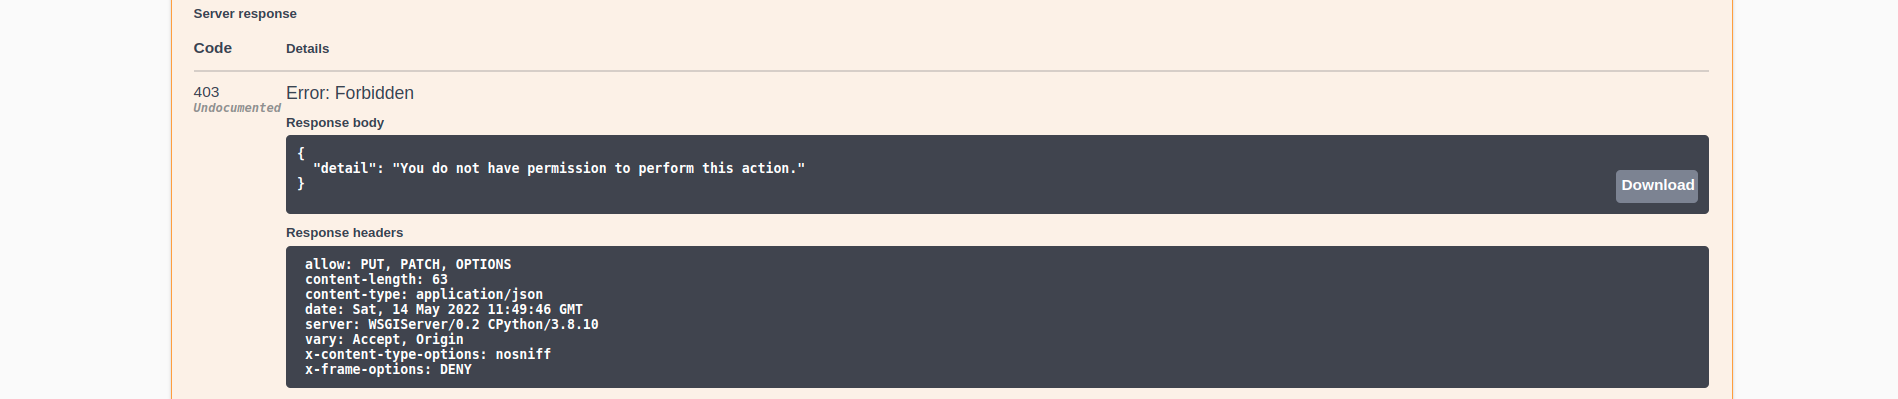 Server response
Code Details
403 Error: Forbidden
Undocumented
Response body
{
"detail": "You do not have permission to perform this action."
}
Download
Response headers
allow: PUT, PATCH, OPTIONS
content-length: 63
content-type: application/json
date: Sat, 14 May 2022 11:49:46 GMT
server: WSGIServer/0.2 CPython/3.8.10
vary: Accept, Origin
x-content-type-options: nosniff
x-frame-options: DENY